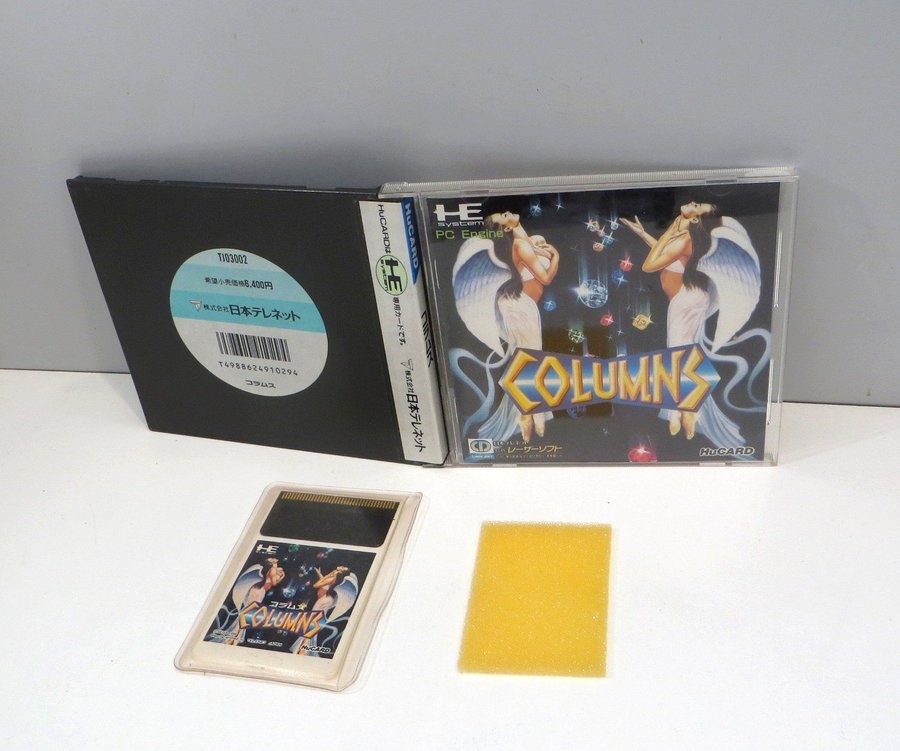 TJ03002
希望小売価格6,400円
株式会社 日本テレネット
T4988624910294
コラムス
HuCARD
HuCARDは
HE
専用カードです。
株式会社 日本テレネット
HE
system
PC Engine
COLUMNS
CD
レーザーソフト
HuCARD
HE
コラムス
COLUMNS
HuCARD